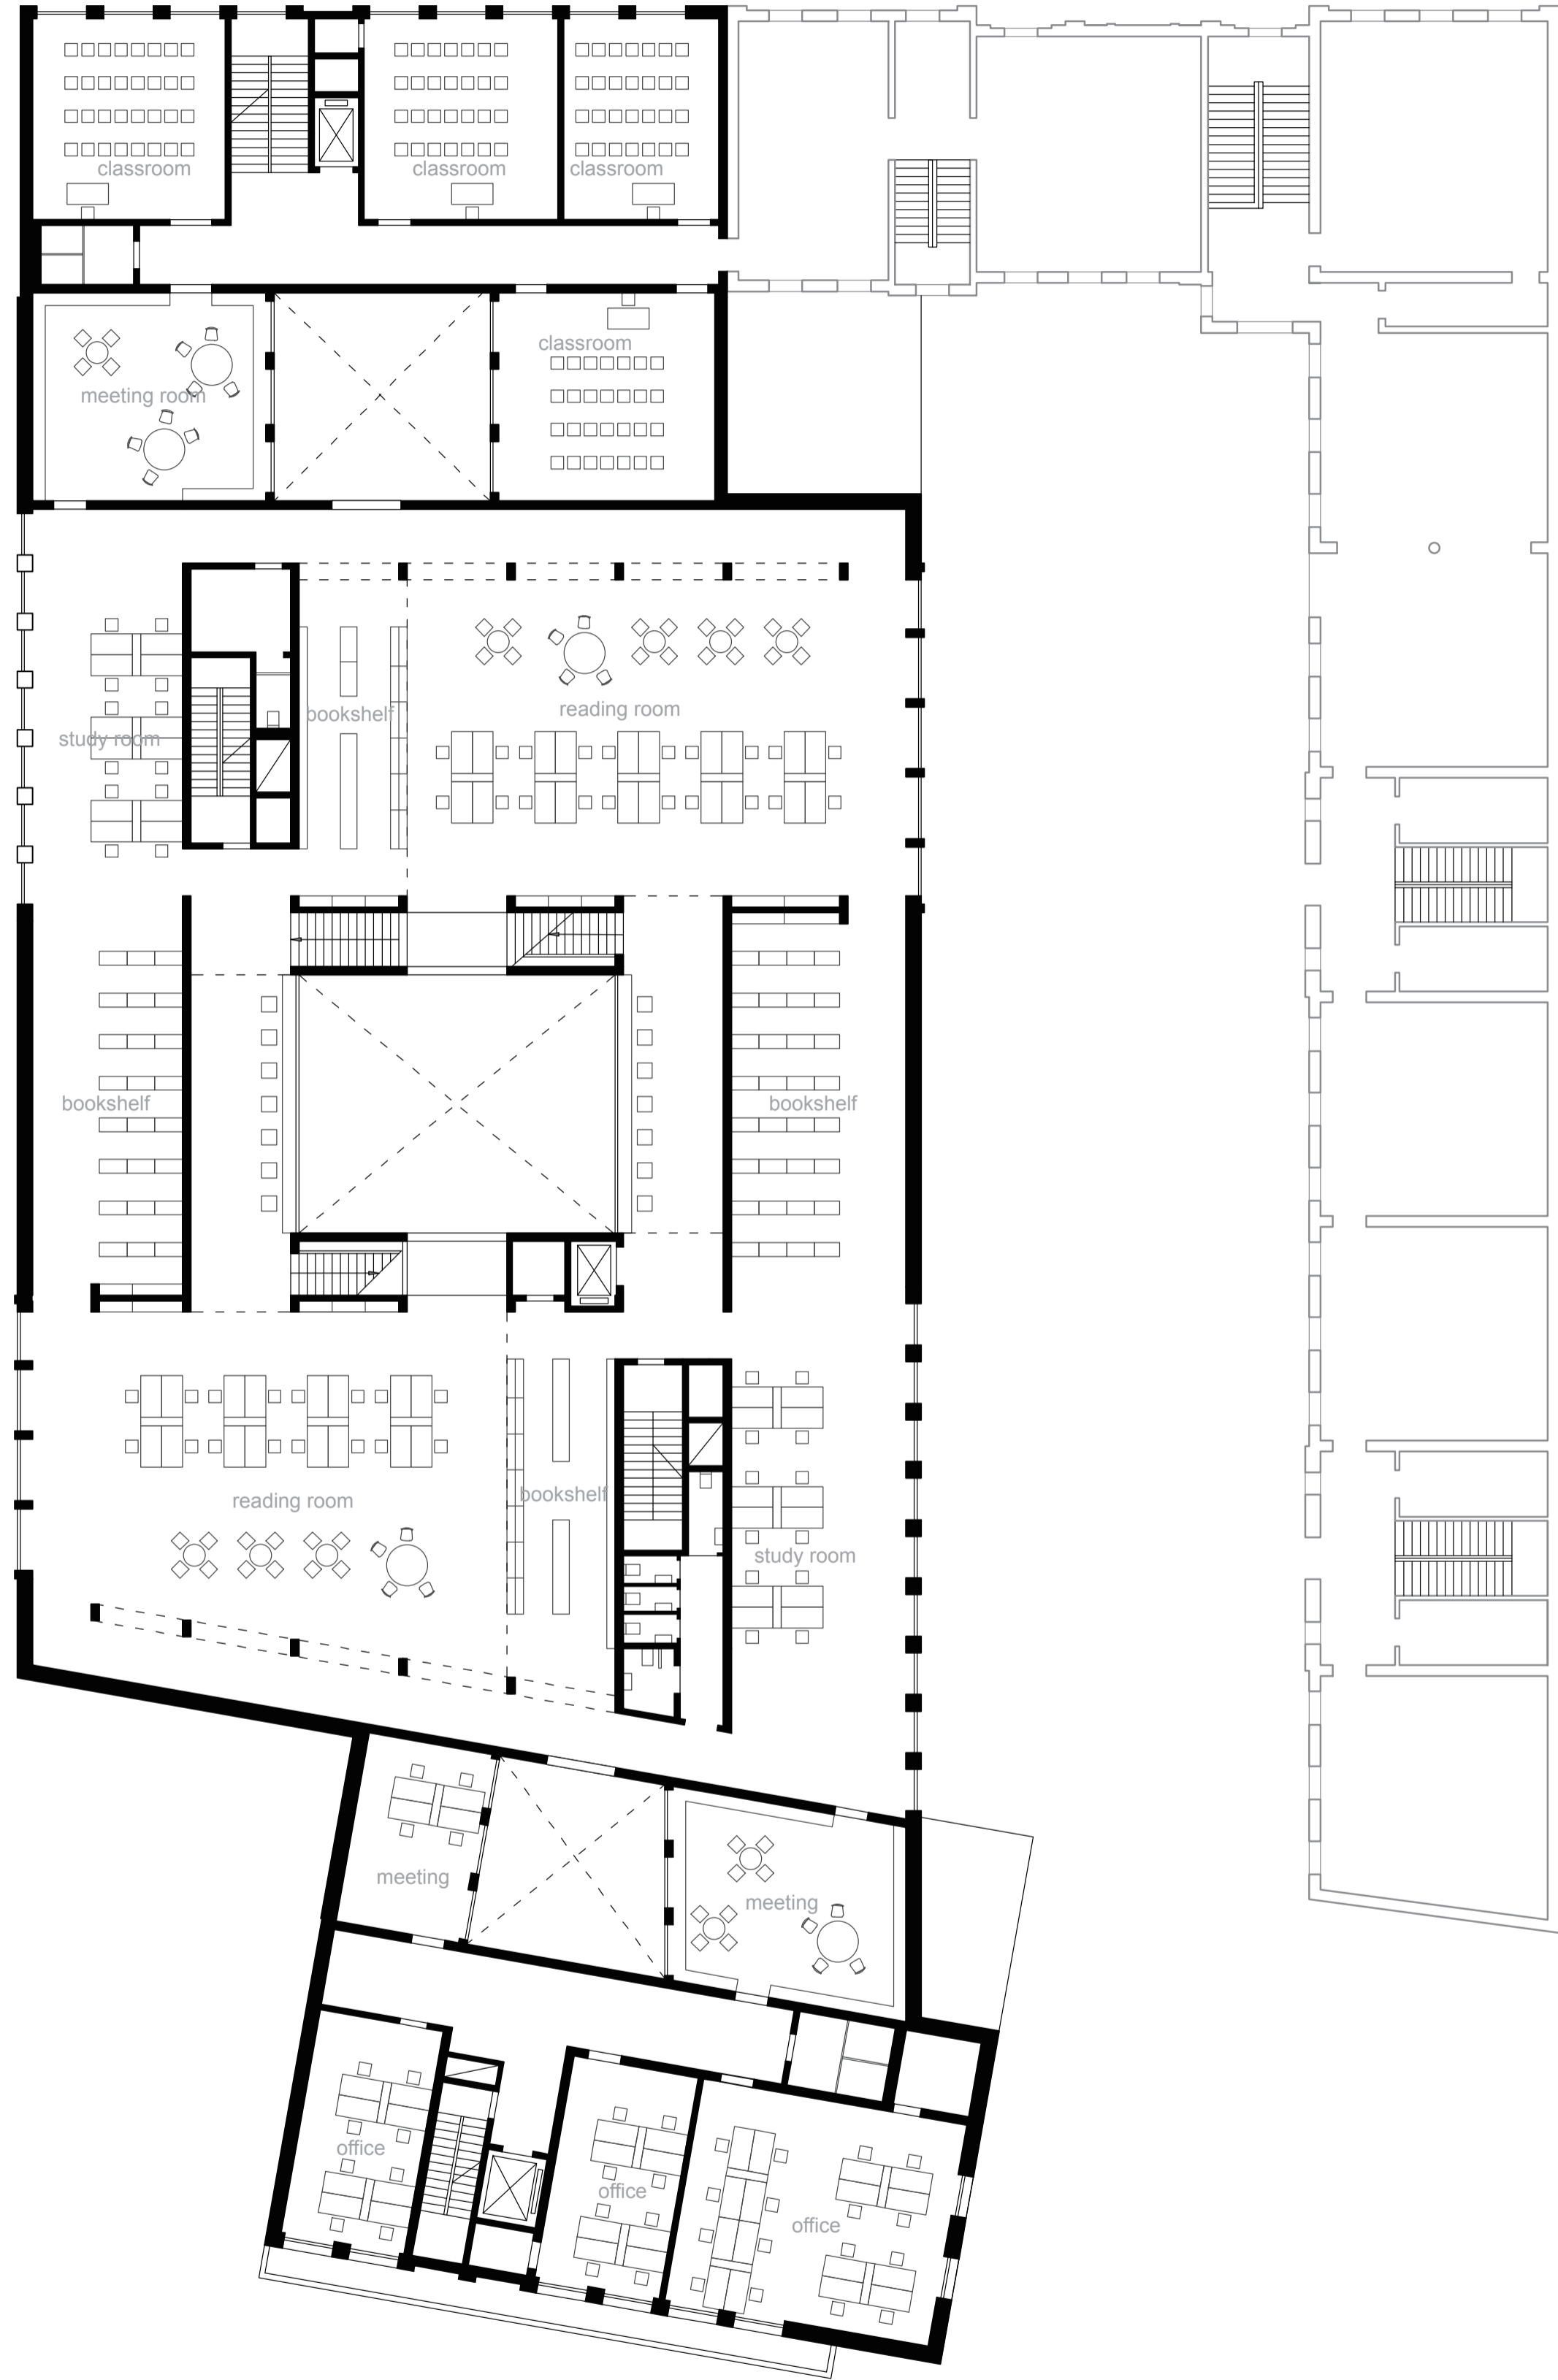 classroom
classroom
classroom
classroom
meeting room
reading room
bookshelf
study room
bookshelf
bookshelf
reading room
bookshelf
study room
meeting
meeting
office
office
office